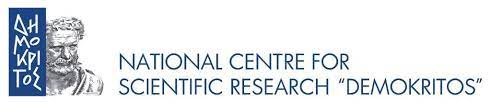 ΔΗ
ΜΟ
ΚΡΙ
ΤΟΣ
NATIONAL CENTRE FOR
SCIENTIFIC RESEARCH “DEMOKRITOS”